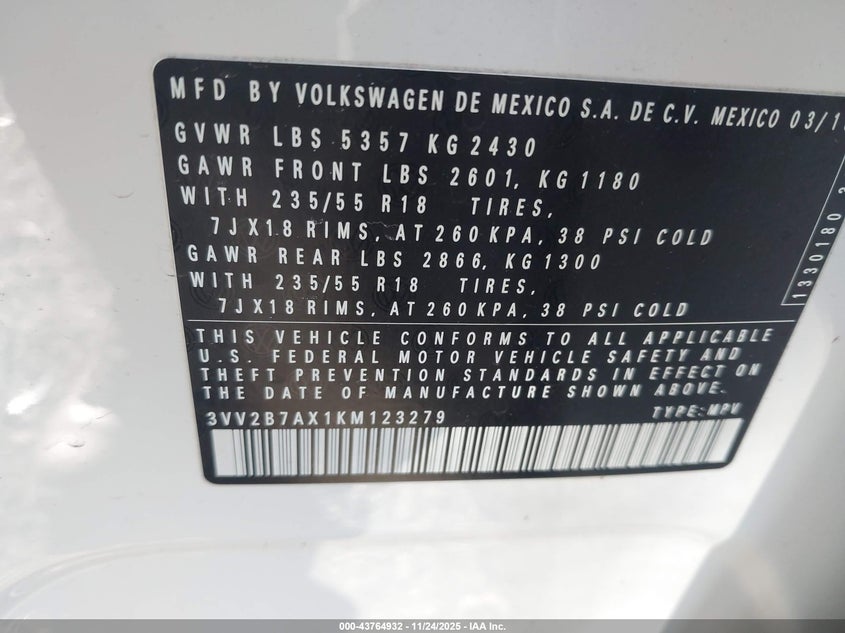 MFD BY VOLKSWAGEN DE MEXICO S.A. DE C.V. MEXICO 03/1
GVWR LBS 5357 KG 2430
GAWR FRONT LBS 2601, KG 1180
WITH 235/55 R18 TIRES,
7JX18 RIMS, AT 260 KPA, 38 PSI COLD
GAWR REAR LBS 2866, KG 1300
WITH 235/55 R18 TIRES,
7JX18 RIMS, AT 260 KPA, 38 PSI COLD
1330180
THIS VEHICLE CONFORMS TO ALL APPLICABLE
U.S. FEDERAL MOTOR VEHICLE SAFETY AND
THEFT PREVENTION STANDARDS IN EFFECT ON
THE DATE OF MANUFACTURE SHOWN ABOVE.
3VV2B7AX1KM123279 TYPE: MPV
000-43764932 - 11/24/2025 - IAA Inc.